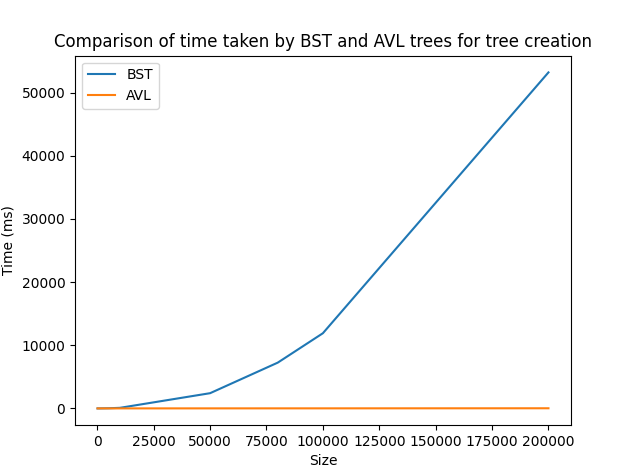 Comparison of time taken by BST and AVL trees for tree creation
BST
AVL
50000
40000
30000
20000
10000
0
Time (ms)
0 25000 50000 75000 100000 125000 150000 175000 200000
Size